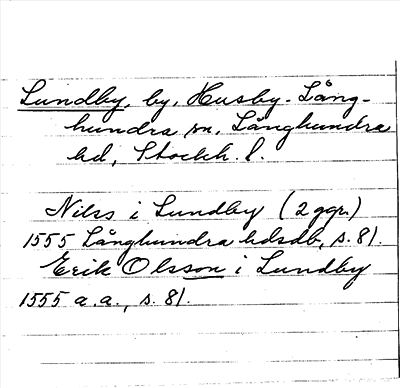 Lundby, by, Husby-Lång-
hundra sn, Långhundra
hd, Stockh. l.
Nilss i Lundby (2 ggr.)
1555 Långhundra hdsdb, s. 81.
Erik Olsson i Lundby
1555 a.a., s. 81.